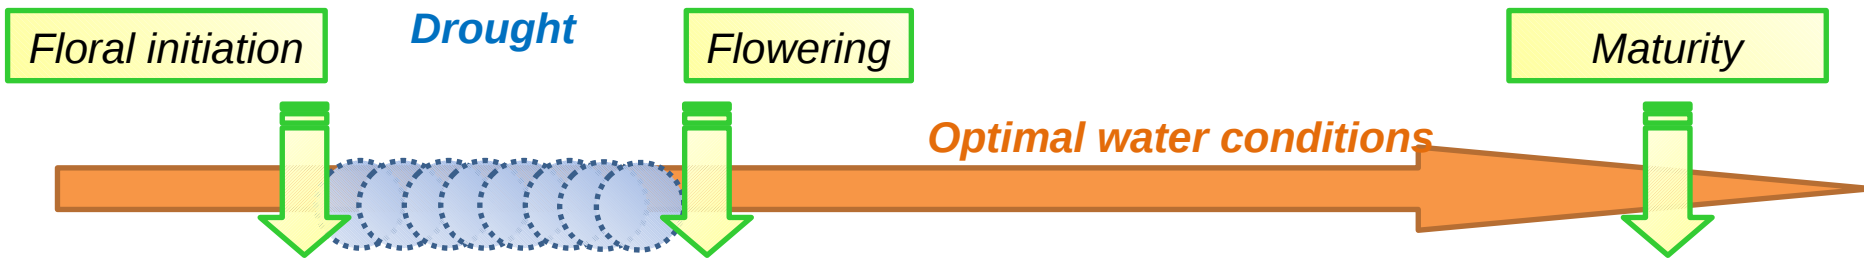 Floral initiation
Drought
Flowering
Maturity
Optimal water conditions